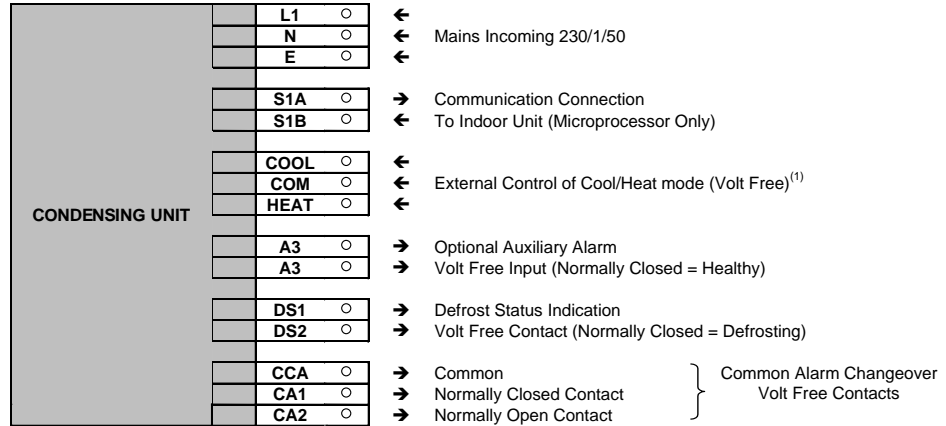 L1 ←
N ← Mains Incoming 230/1/50
E ←
S1A → Communication Connection
S1B ← To Indoor Unit (Microprocessor Only)
COOL ←
COM ← External Control of Cool/Heat mode (Volt Free)(1)
HEAT ←
CONDENSING UNIT
A3 → Optional Auxiliary Alarm
A3 → Volt Free Input (Normally Closed = Healthy)
DS1 → Defrost Status Indication
DS2 → Volt Free Contact (Normally Closed = Defrosting)
CCA → Common
CA1 → Normally Closed Contact
CA2 → Normally Open Contact
Common Alarm Changeover
Volt Free Contacts